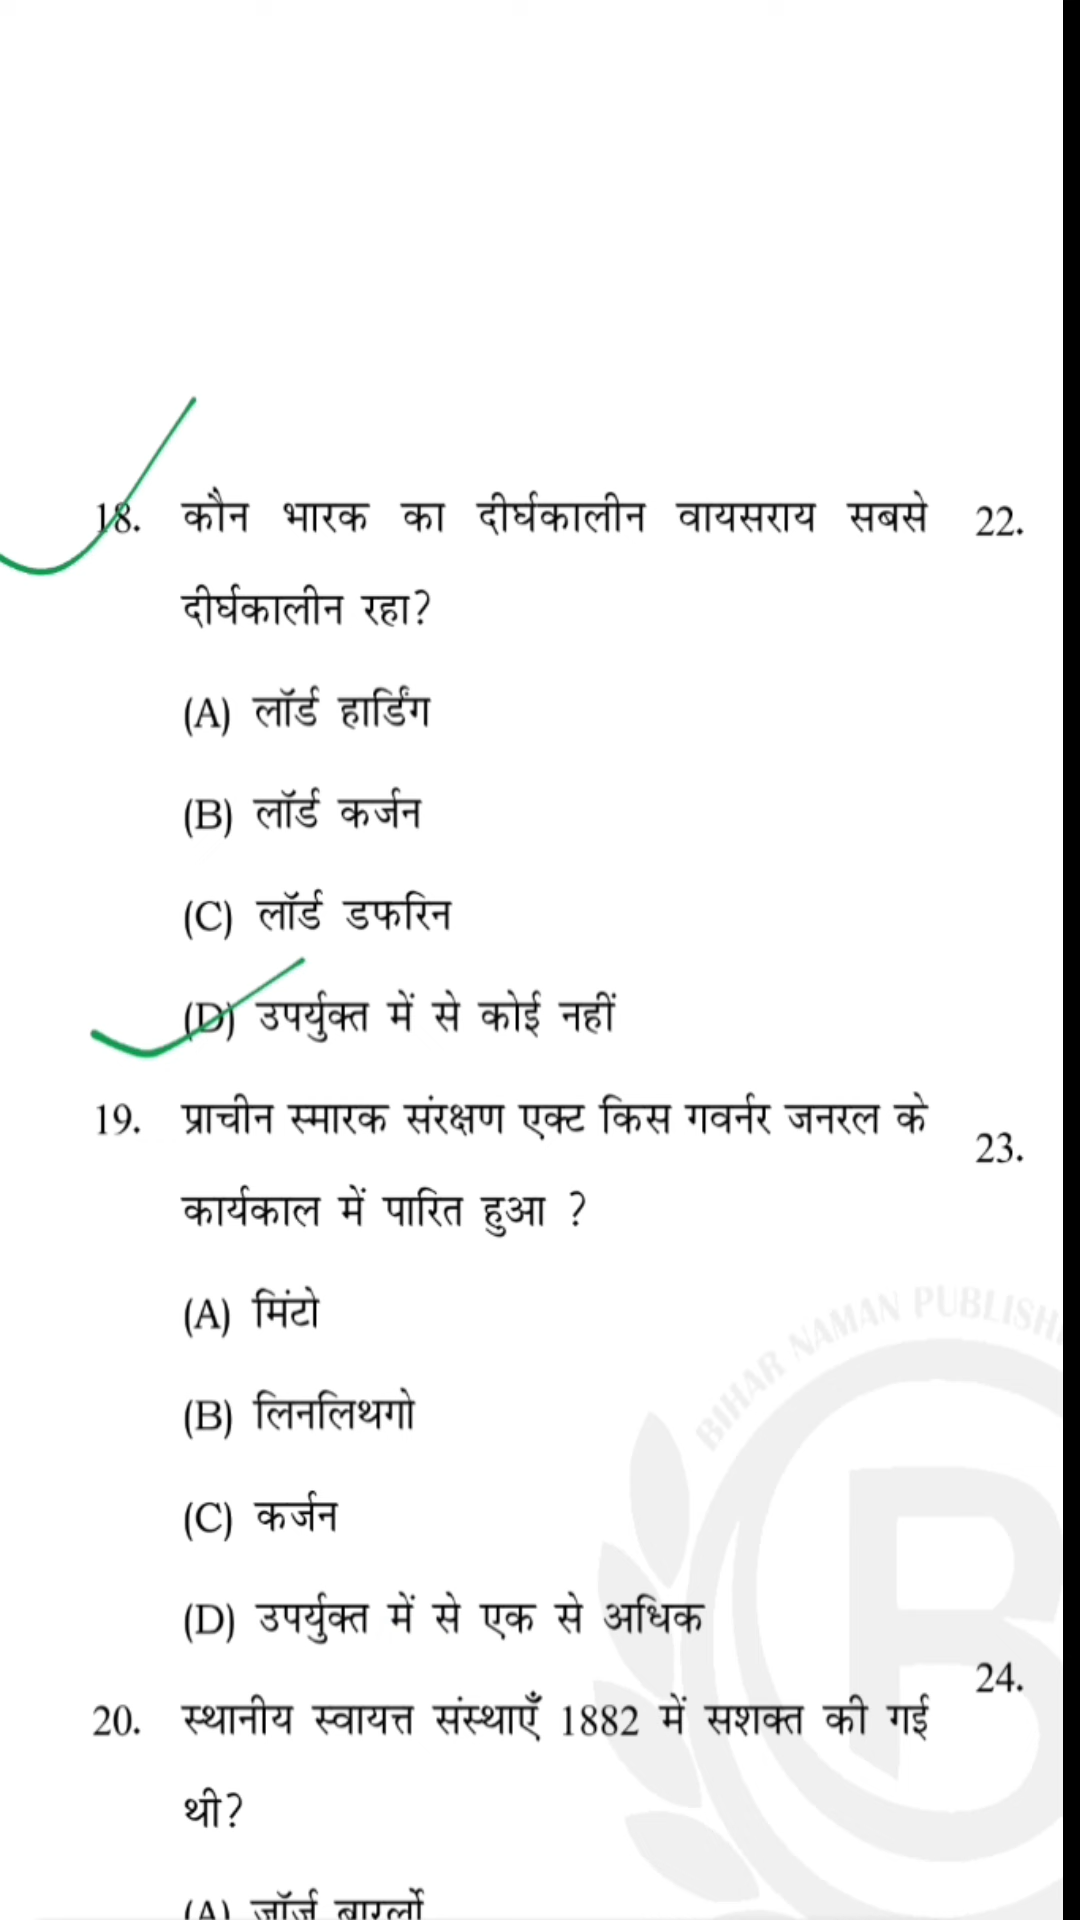 18. कौन भारक का दीर्घकालीन वायसराय सबसे
दीर्घकालीन रहा?
(A) लॉर्ड हार्डिंग
(B) लॉर्ड कर्जन
(C) लॉर्ड डफरिन
(D) उपर्युक्त में से कोई नहीं
19. प्राचीन स्मारक संरक्षण एक्ट किस गवर्नर जनरल के
कार्यकाल में पारित हुआ ?
(A) मिंटो
(B) लिनलिथगो
(C) कर्जन
(D) उपर्युक्त में से एक से अधिक
20. स्थानीय स्वायत्त संस्थाएँ 1882 में सशक्त की गई
थी?
(A) जॉर्ज बारलों
22.
23.
24.
BIHAR NAMAN PUBLISH
B